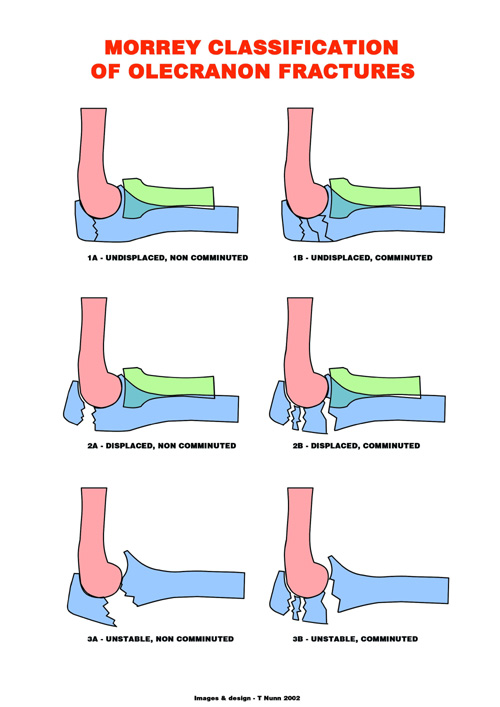 MORREY CLASSIFICATION
OF OLECRANON FRACTURES
1A - UNDISPLACED, NON COMMINUTED
1B - UNDISPLACED, COMMINUTED
2A - DISPLACED, NON COMMINUTED
2B - DISPLACED, COMMINUTED
3A - UNSTABLE, NON COMMINUTED
3B - UNSTABLE, COMMINUTED
Images & design - T Nunn 2002